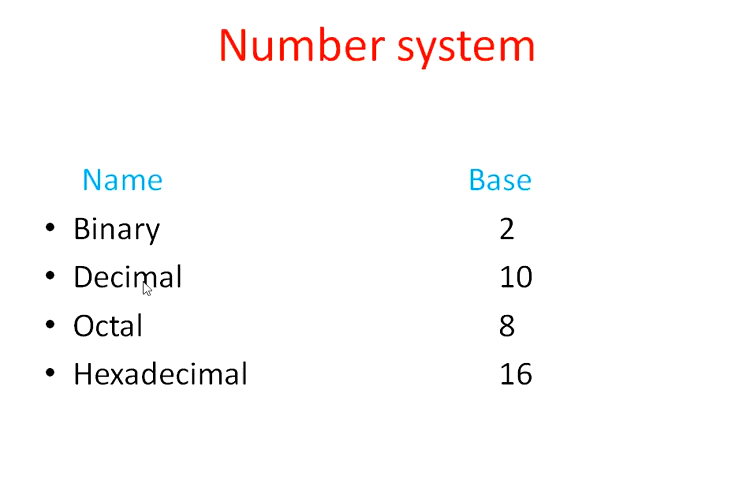 Number system
Name Base
• Binary 2
• Decimal 10
• Octal 8
• Hexadecimal 16